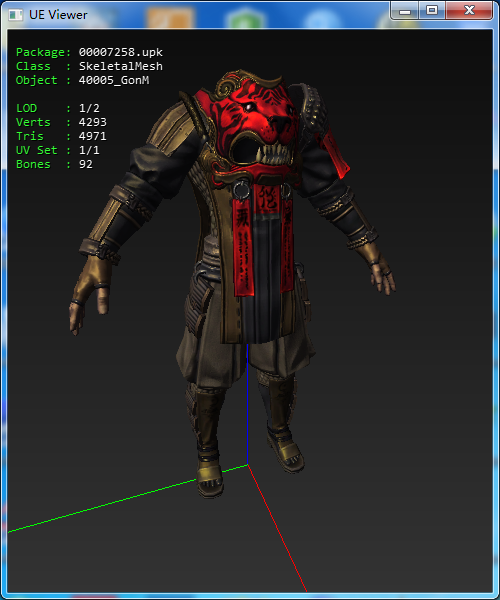 UE Viewer
Package: 00007258.upk
Class : SkeletalMesh
Object : 40005_GonM
LOD : 1/2
Verts : 4293
Tris : 4971
UV Set : 1/1
Bones : 92